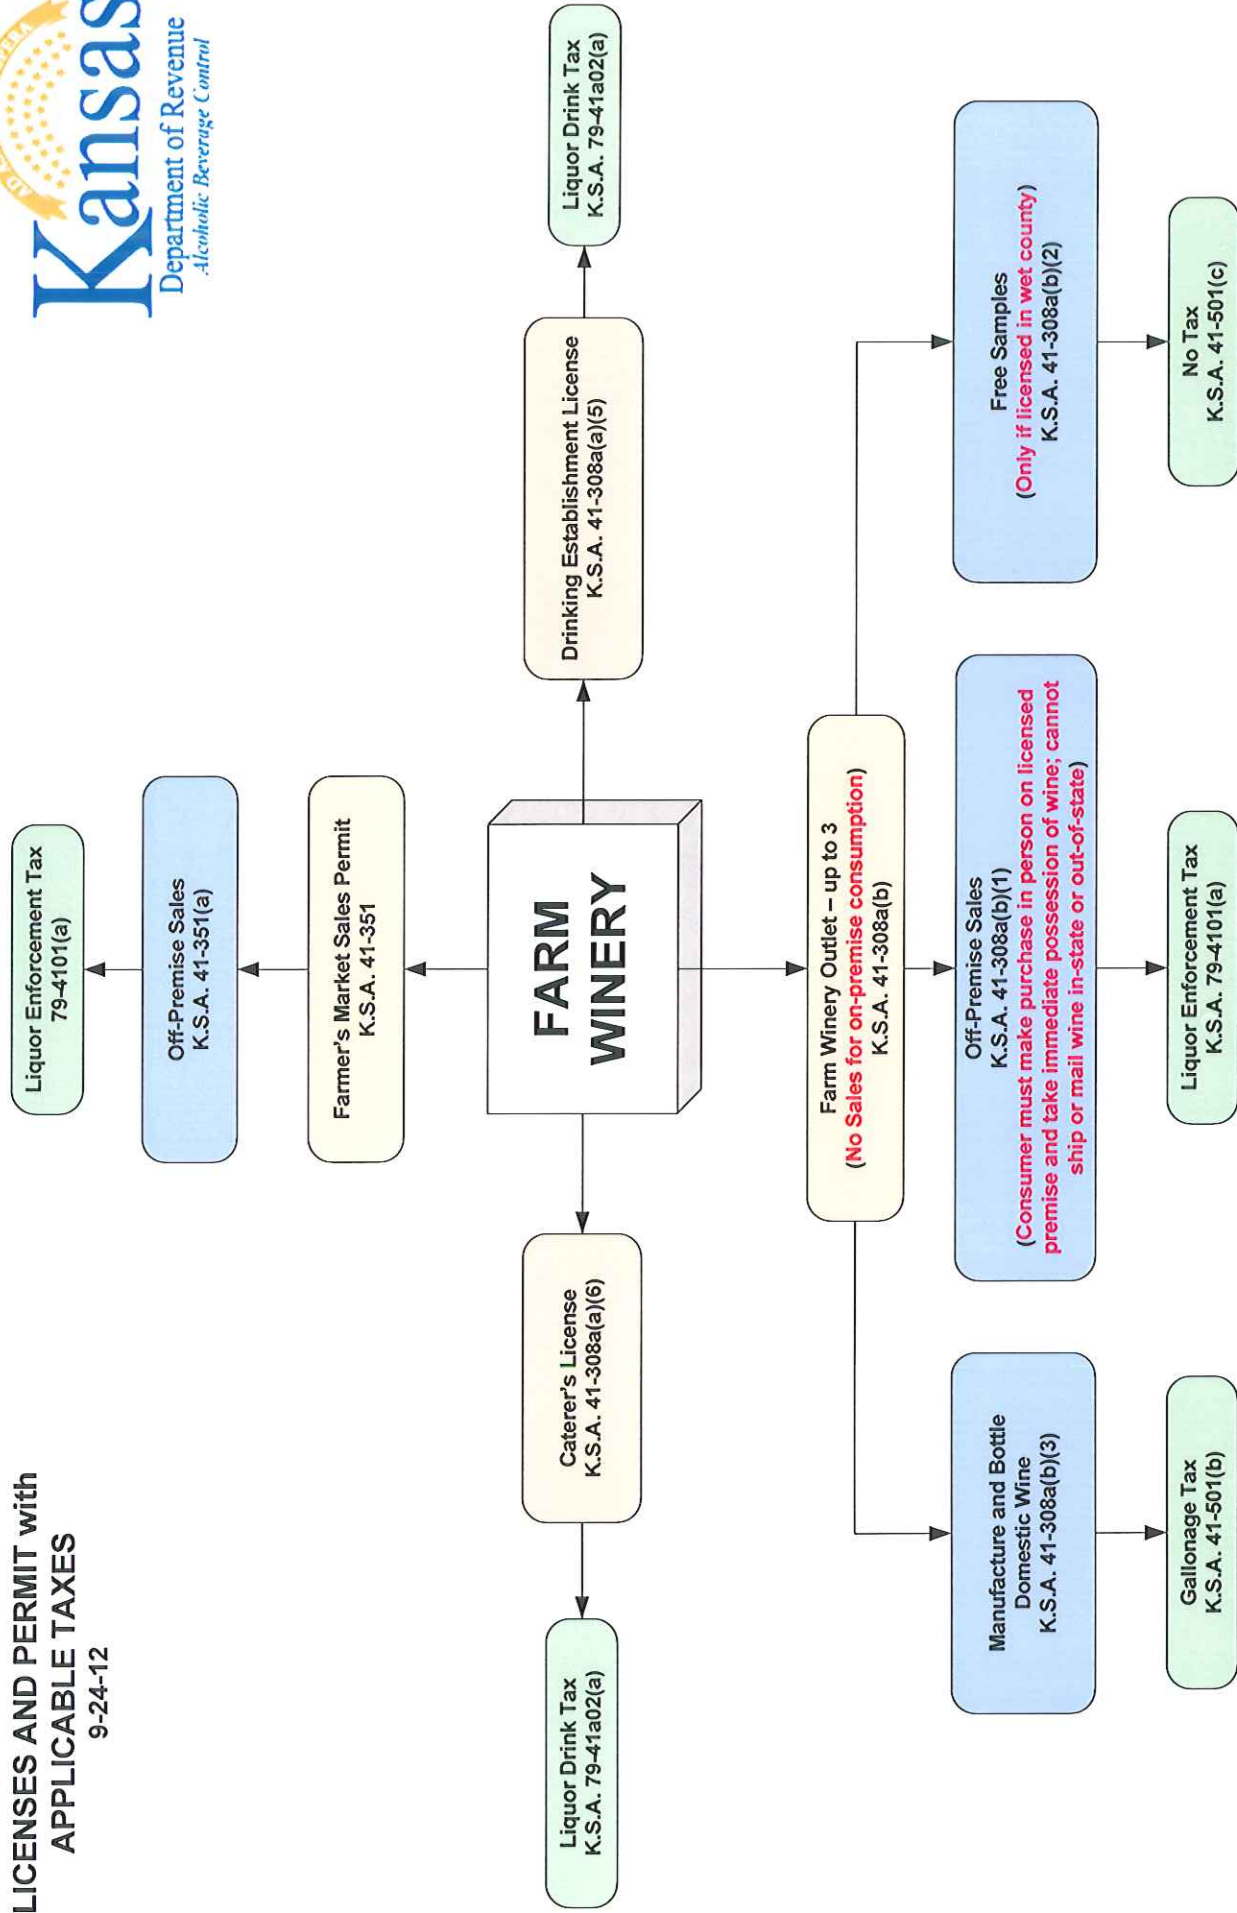 LICENSES AND PERMIT with
APPLICABLE TAXES
9-24-12
Kansas
Department of Revenue
Alcoholic Beverage Control
Liquor Enforcement Tax
79-4101(a)
Off-Premise Sales
K.S.A. 41-351(a)
Farmer's Market Sales Permit
K.S.A. 41-351
Liquor Drink Tax
K.S.A. 79-41a02(a)
Caterer's License
K.S.A. 41-308a(a)(6)
FARM
WINERY
Drinking Establishment License
K.S.A. 41-308a(a)(5)
Liquor Drink Tax
K.S.A. 79-41a02(a)
Farm Winery Outlet – up to 3
(No Sales for on-premise consumption)
K.S.A. 41-308a(b)
Manufacture and Bottle
Domestic Wine
K.S.A. 41-308a(b)(3)
Off-Premise Sales
K.S.A. 41-308a(b)(1)
(Consumer must make purchase in person on licensed
premise and take immediate possession of wine; cannot
ship or mail wine in-state or out-of-state)
Free Samples
(Only if licensed in wet county)
K.S.A. 41-308a(b)(2)
Gallonage Tax
K.S.A. 41-501(b)
Liquor Enforcement Tax
K.S.A. 79-4101(a)
No Tax
K.S.A. 41-501(c)